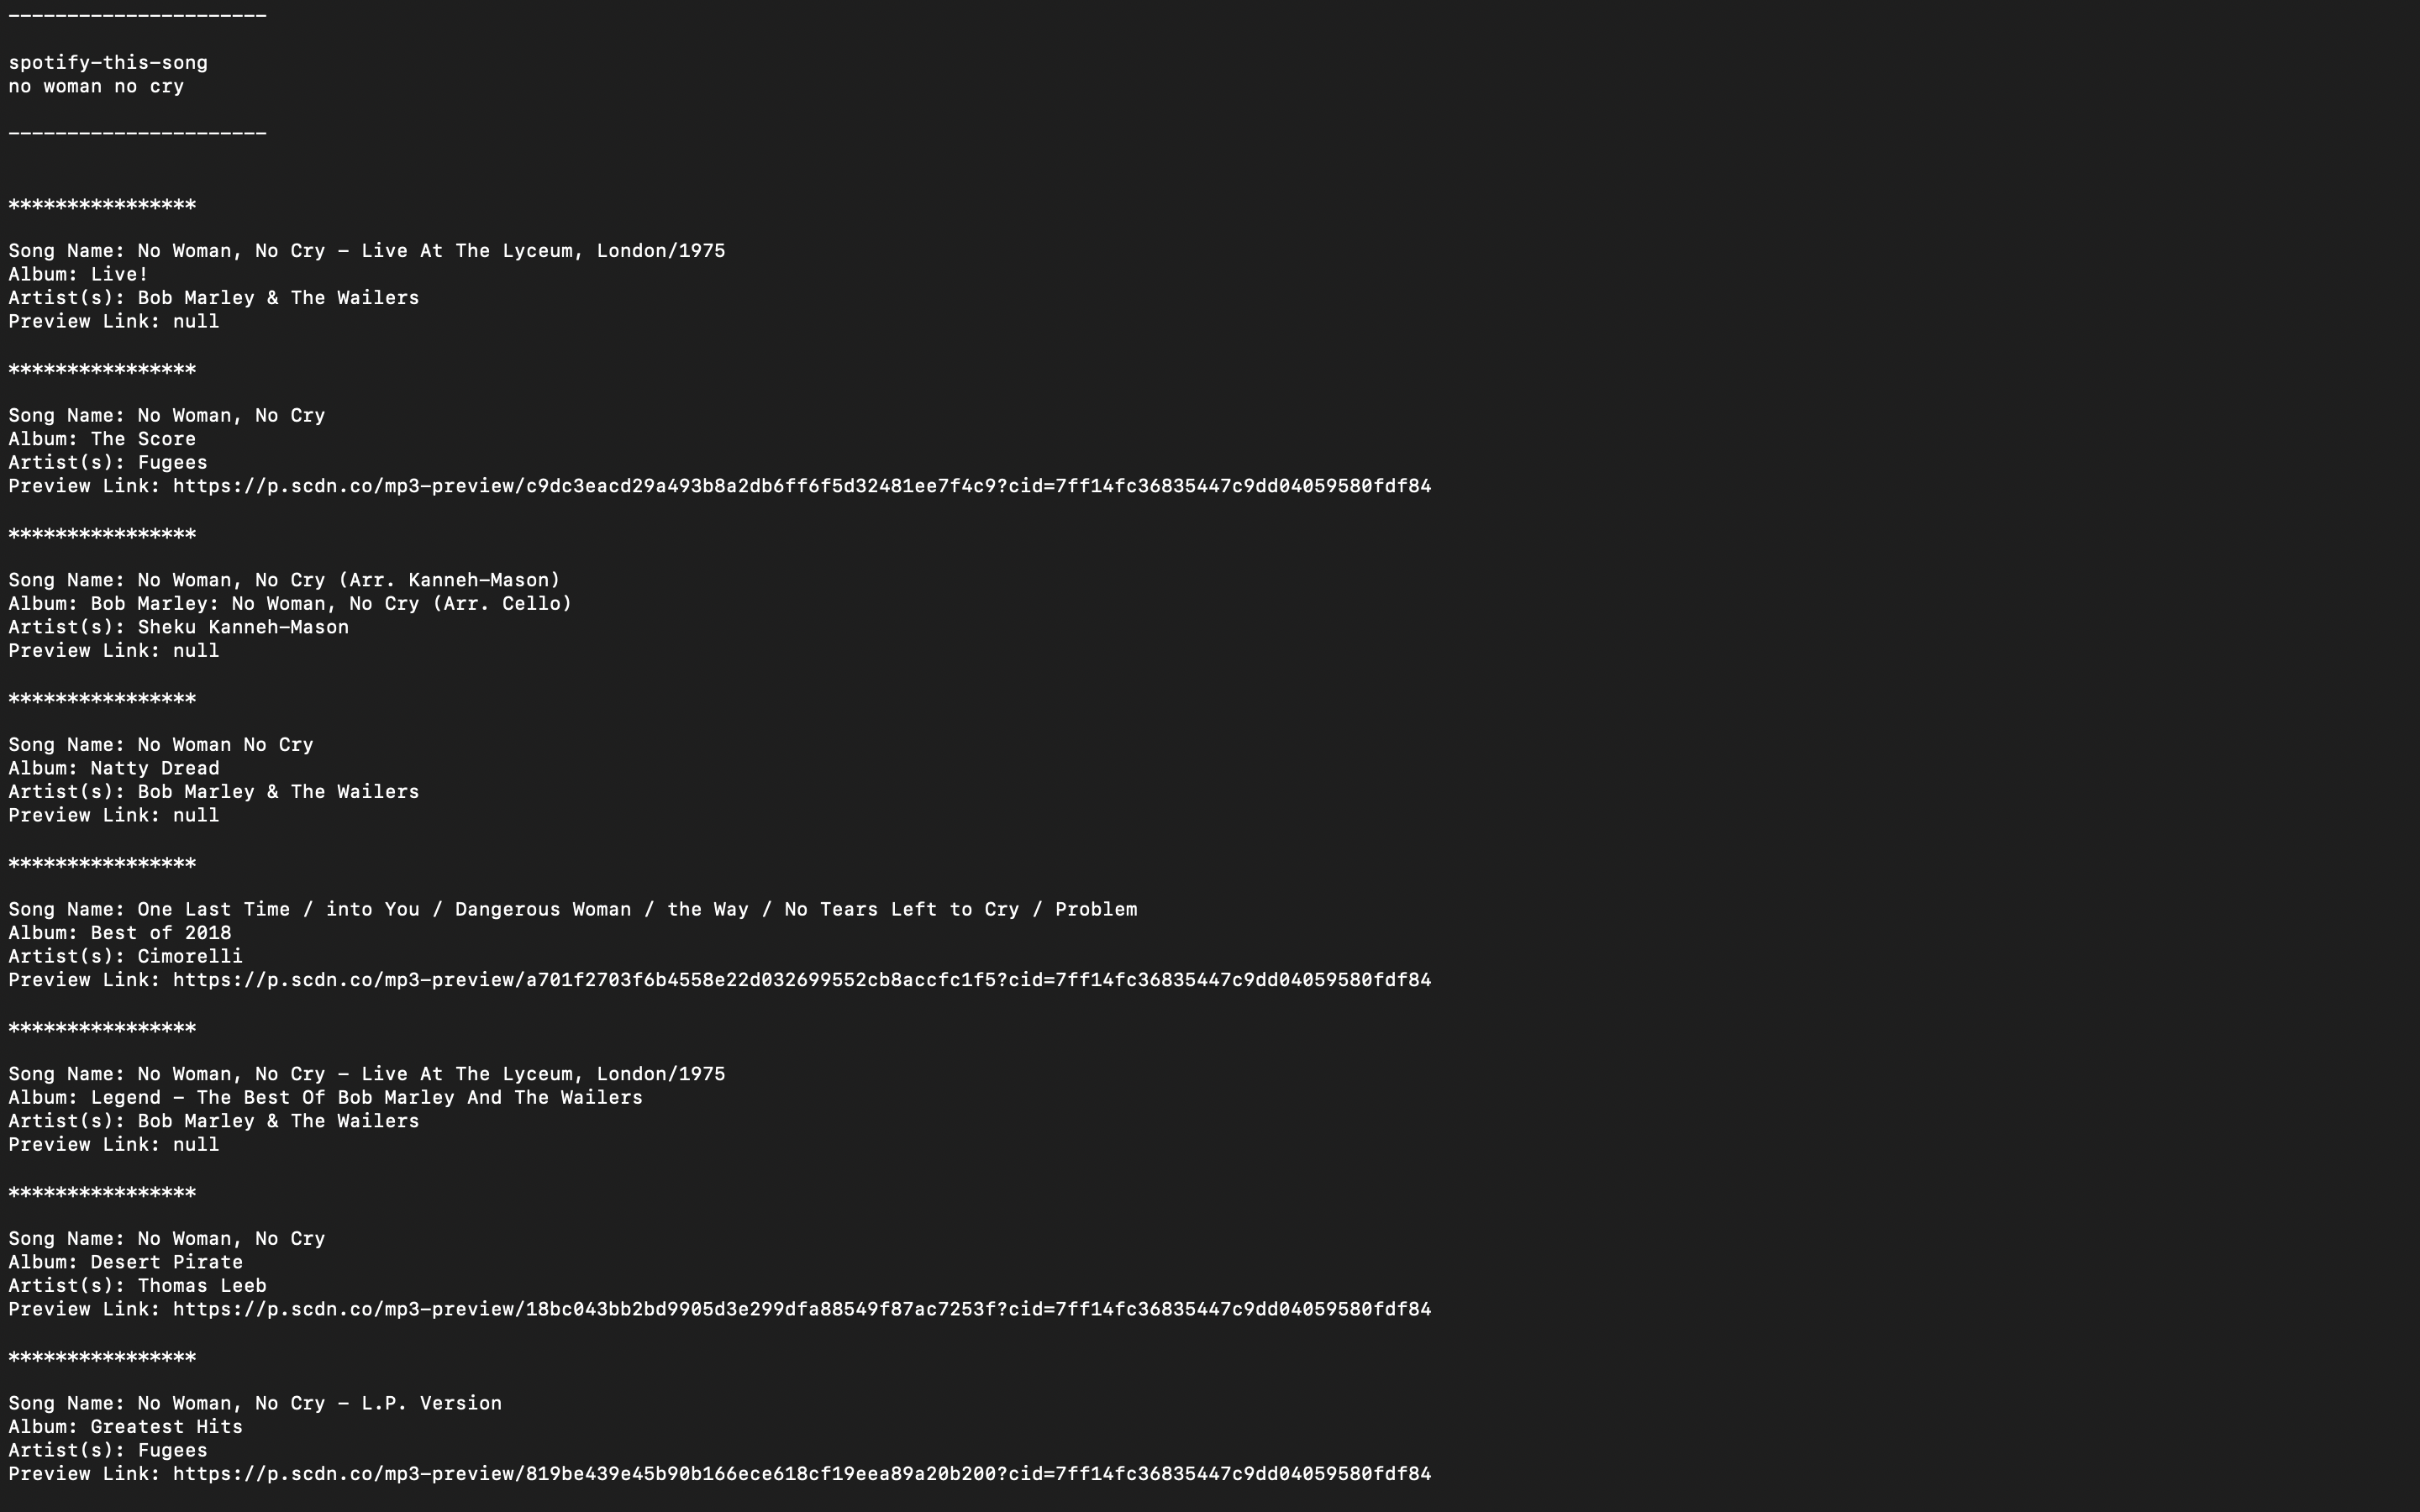 ----------------------
spotify-this-song
no woman no cry
----------------------
****************
Song Name: No Woman, No Cry - Live At The Lyceum, London/1975
Album: Live!
Artist(s): Bob Marley & The Wailers
Preview Link: null
****************
Song Name: No Woman, No Cry
Album: The Score
Artist(s): Fugees
Preview Link: https://p.scdn.co/mp3-preview/c9dc3eacd29a493b8a2db6ff6f5d32481ee7f4c9?cid=7ff14fc36835447c9dd04059580fdf84
****************
Song Name: No Woman, No Cry (Arr. Kanneh-Mason)
Album: Bob Marley: No Woman, No Cry (Arr. Cello)
Artist(s): Sheku Kanneh-Mason
Preview Link: null
****************
Song Name: No Woman No Cry
Album: Natty Dread
Artist(s): Bob Marley & The Wailers
Preview Link: null
****************
Song Name: One Last Time / into You / Dangerous Woman / the Way / No Tears Left to Cry / Problem
Album: Best of 2018
Artist(s): Cimorelli
Preview Link: https://p.scdn.co/mp3-preview/a701f2703f6b4558e22d032699552cb8accfc1f5?cid=7ff14fc36835447c9dd04059580fdf84
****************
Song Name: No Woman, No Cry - Live At The Lyceum, London/1975
Album: Legend – The Best Of Bob Marley And The Wailers
Artist(s): Bob Marley & The Wailers
Preview Link: null
****************
Song Name: No Woman, No Cry
Album: Desert Pirate
Artist(s): Thomas Leeb
Preview Link: https://p.scdn.co/mp3-preview/18bc043bb2bd9905d3e299dfa88549f87ac7253f?cid=7ff14fc36835447c9dd04059580fdf84
****************
Song Name: No Woman, No Cry - L.P. Version
Album: Greatest Hits
Artist(s): Fugees
Preview Link: https://p.scdn.co/mp3-preview/819be439e45b90b166ece618cf19eea89a20b200?cid=7ff14fc36835447c9dd04059580fdf84